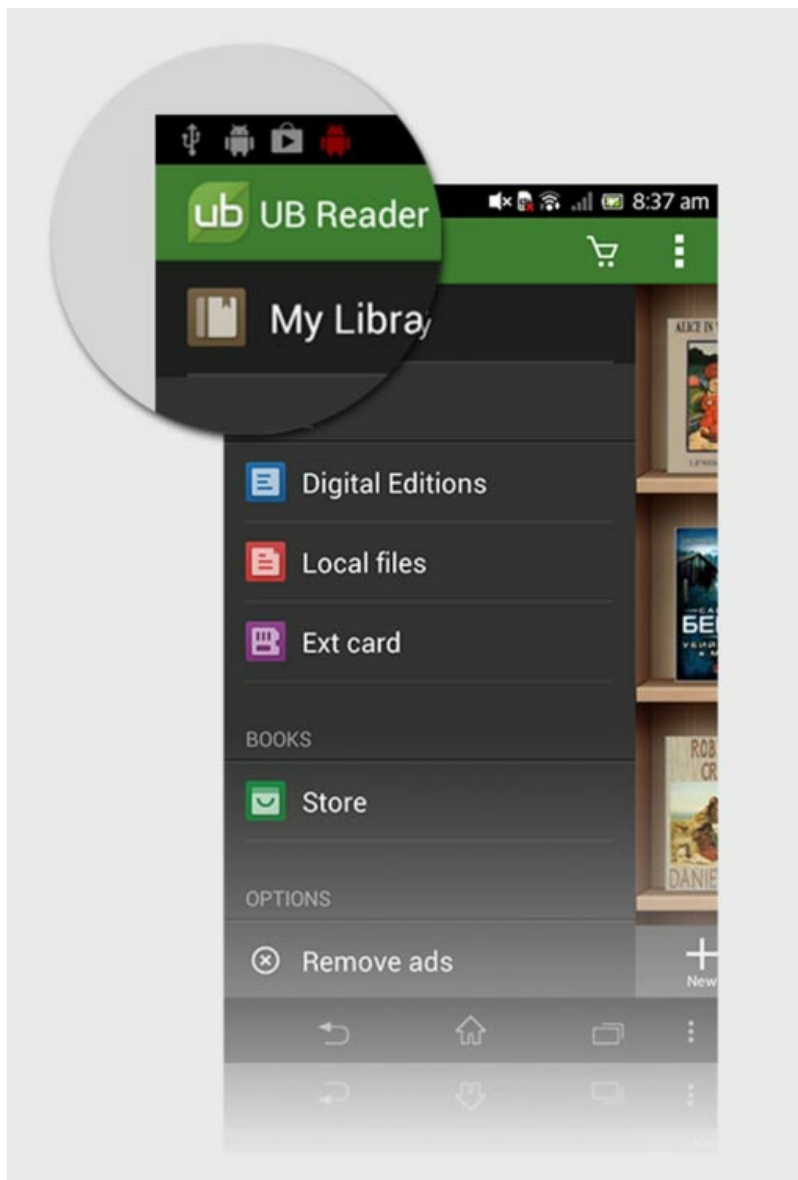 8:37 am
ub UB Reader
My Libra
y
Digital Editions
Local files
Ext card
BOOKS
Store
OPTIONS
Remove ads
New
ALICE IN
БЕ
ROB
CR
DANIE